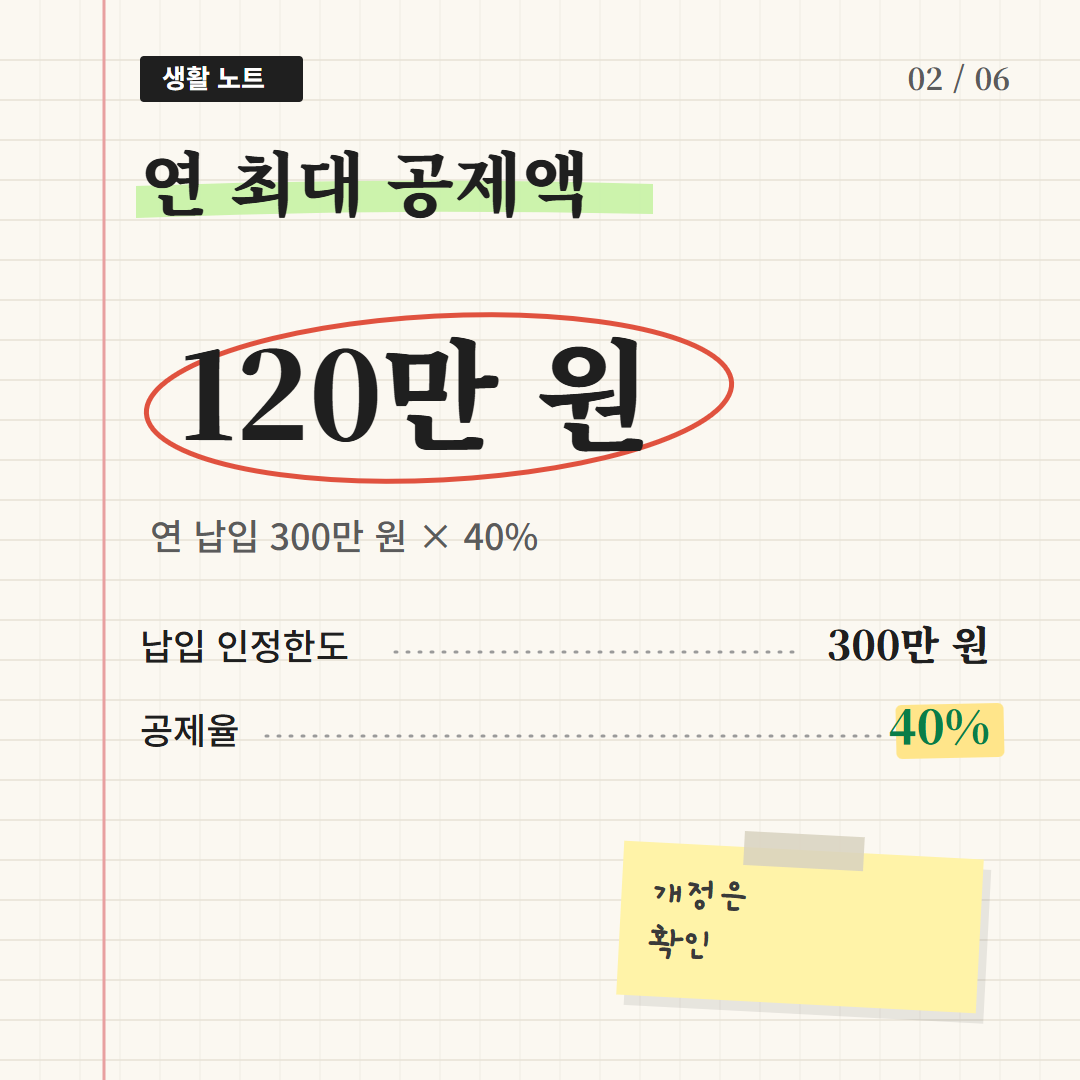 생활 노트
02 / 06
연 최대 공제액
120만 원
연 납입 300만 원 × 40%
납입 인정한도 300만 원
공제율 40%
개정은
확인